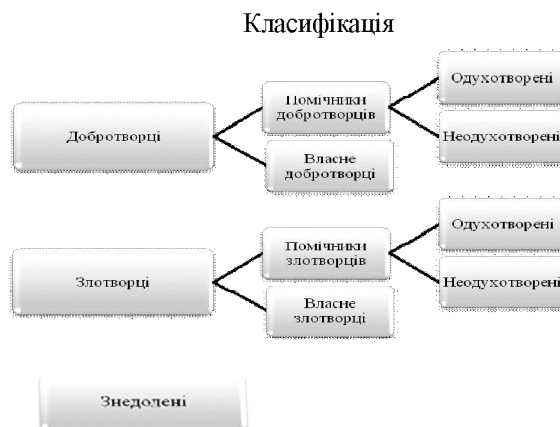 Класифікація
Добротворці
Помічники
добротворців
Власне
добротворці
Одухотворені
Неодухотворені
Злотворці
Помічники
злотворців
Власне
злотворці
Одухотворені
Неодухотворені
Знедолені